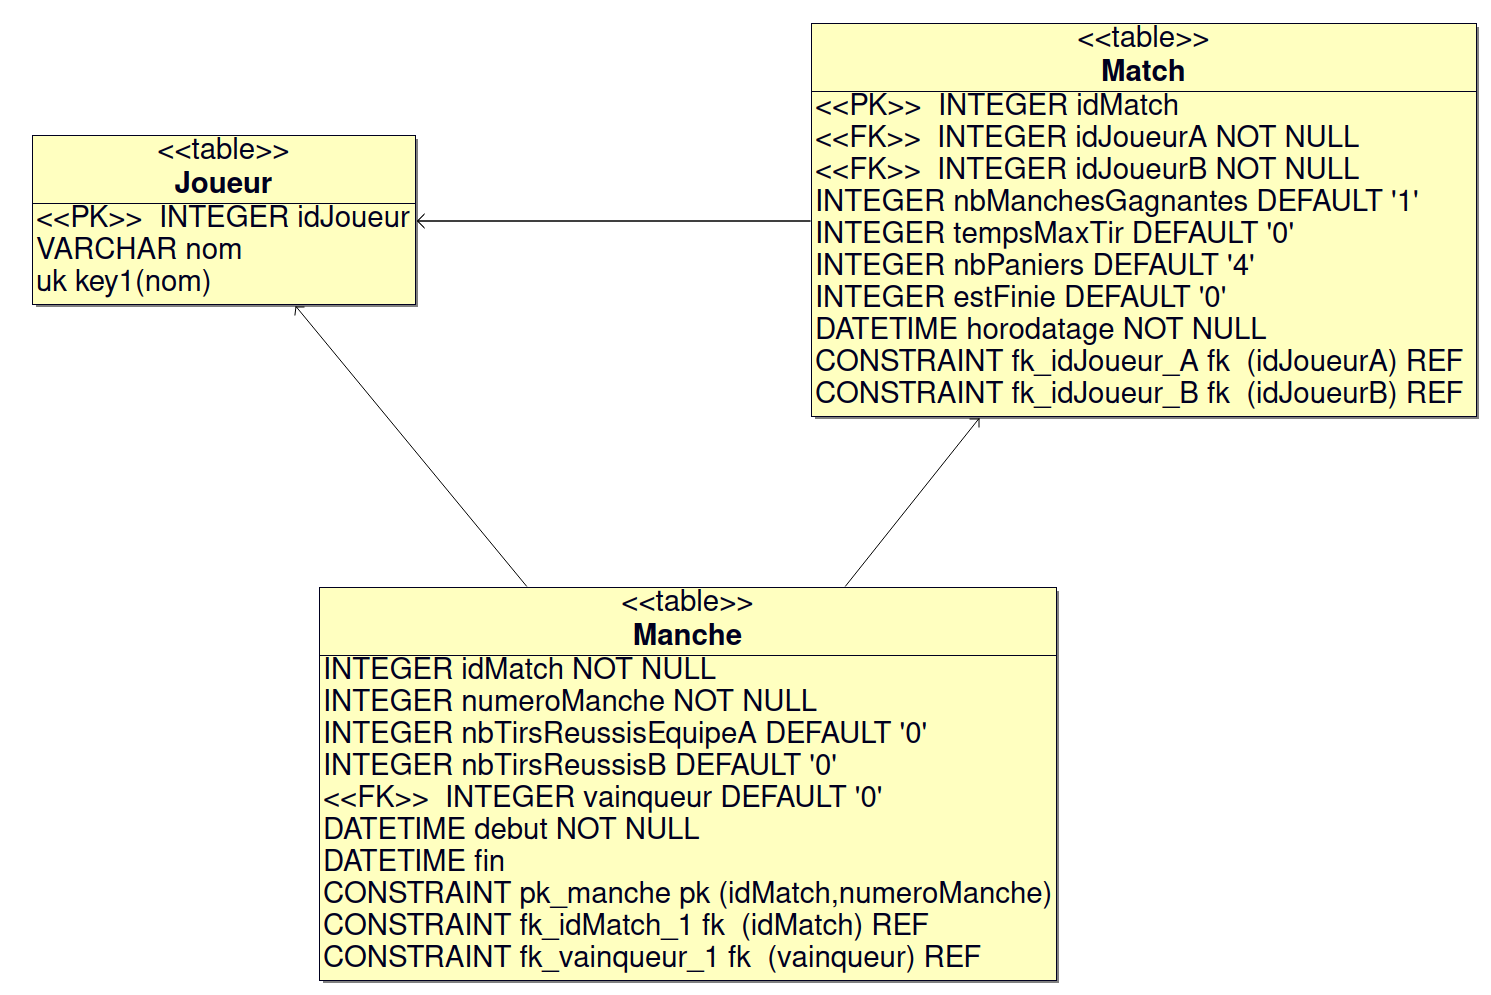 <<table>>
Joueur
<<PK>>  INTEGER idJoueur
VARCHAR nom
uk key1(nom)
<<table>>
Match
<<PK>>  INTEGER idMatch
<<FK>>  INTEGER idJoueurA NOT NULL
<<FK>>  INTEGER idJoueurB NOT NULL
INTEGER nbManchesGagnantes DEFAULT '1'
INTEGER tempsMaxTir DEFAULT '0'
INTEGER nbPaniers DEFAULT '4'
INTEGER estFinie DEFAULT '0'
DATETIME horodatage NOT NULL
CONSTRAINT fk_idJoueur_A fk  (idJoueurA) REF
CONSTRAINT fk_idJoueur_B fk  (idJoueurB) REF
<<table>>
Manche
INTEGER idMatch NOT NULL
INTEGER numeroManche NOT NULL
INTEGER nbTirsReussisEquipeA DEFAULT '0'
INTEGER nbTirsReussisB DEFAULT '0'
<<FK>>  INTEGER vainqueur DEFAULT '0'
DATETIME debut NOT NULL
DATETIME fin
CONSTRAINT pk_manche pk (idMatch,numeroManche)
CONSTRAINT fk_idMatch_1 fk  (idMatch) REF
CONSTRAINT fk_vainqueur_1 fk  (vainqueur) REF